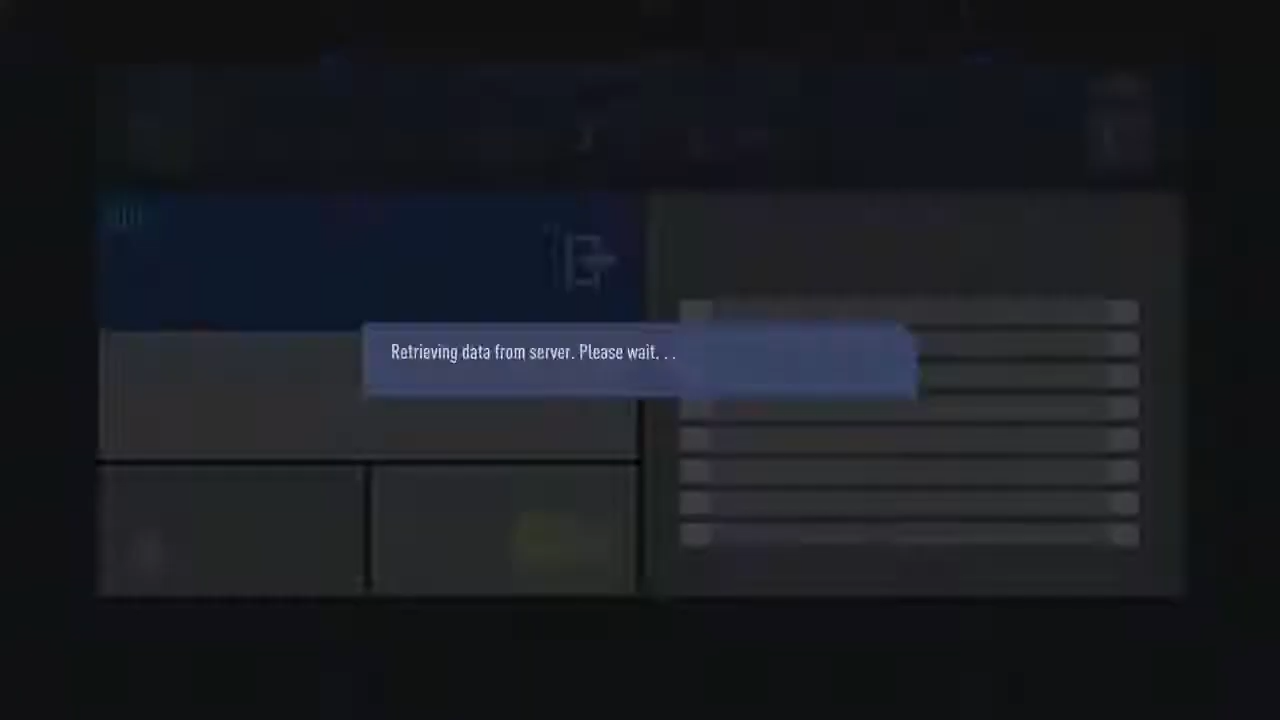 Retrieving data from server. Please wait. . .